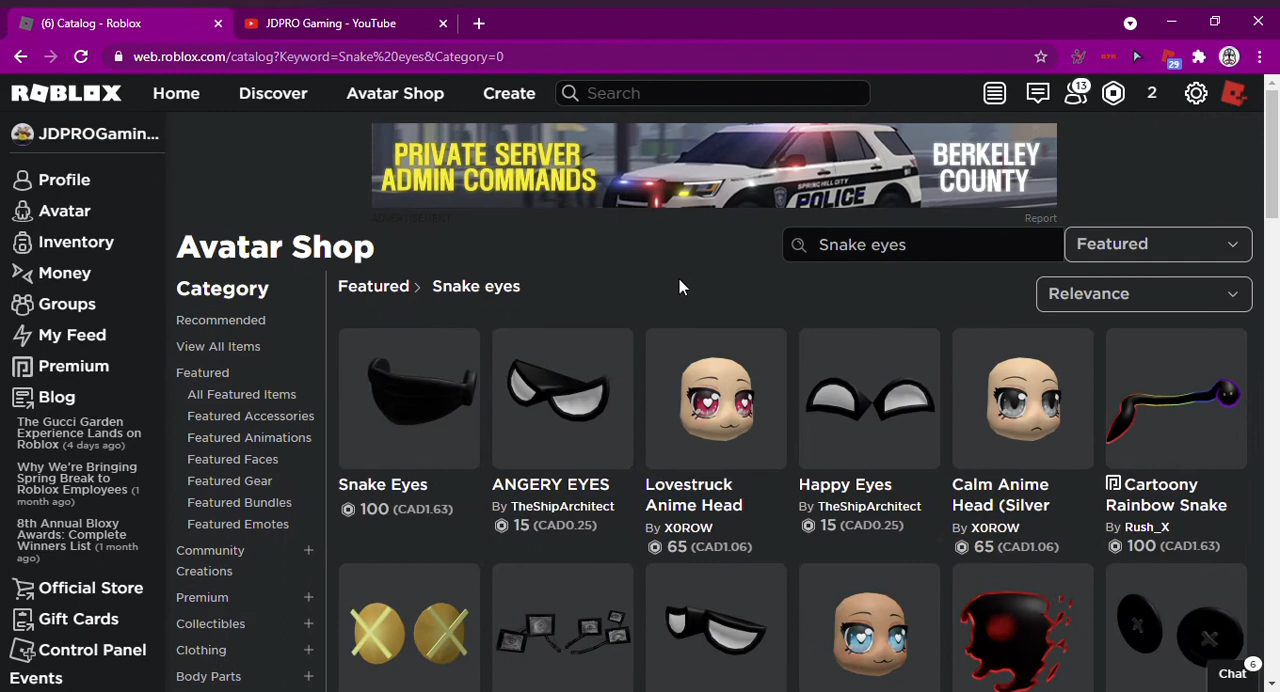 (6) Catalog - Roblox
JDPRO Gaming - YouTube
web.roblox.com/catalog?Keyword=Snake%20eyes&Category=0
29
ROBLOX
Home
Discover
Avatar Shop
Create
Search
13
2
JDPROGamin...
Profile
Avatar
Inventory
Money
Groups
My Feed
Premium
Blog
The Gucci Garden
Experience Lands on
Roblox (4 days ago)
Why We're Bringing
Spring Break to
Roblox Employees (1
month ago)
8th Annual Bloxy
Awards: Complete
Winners List (1 month
ago)
Official Store
Gift Cards
Control Panel
Events
PRIVATE SERVER
ADMIN COMMANDS
SPRING HILL CITY
POLICE
BERKELEY
COUNTY
ADVERTISEMENT
Report
Avatar Shop
Snake eyes
Featured
Category
Recommended
View All Items
Featured
All Featured Items
Featured Accessories
Featured Animations
Featured Faces
Featured Gear
Featured Bundles
Featured Emotes
Community +
Creations
Premium +
Collectibles +
Clothing +
Body Parts +
Featured > Snake eyes
Relevance
Snake Eyes
100 (CAD1.63)
ANGERY EYES
By TheShipArchitect
15 (CAD0.25)
Lovestruck
Anime Head
By X0ROW
65 (CAD1.06)
Happy Eyes
By TheShipArchitect
15 (CAD0.25)
Calm Anime
Head (Silver
By X0ROW
65 (CAD1.06)
Cartoony
Rainbow Snake
By Rush_X
100 (CAD1.63)
Chat
6